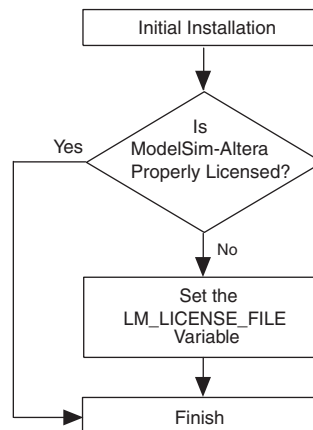 Initial Installation
Is
ModelSim-Altera
Properly Licensed?
Yes
No
Set the
LM_LICENSE_FILE
Variable
Finish